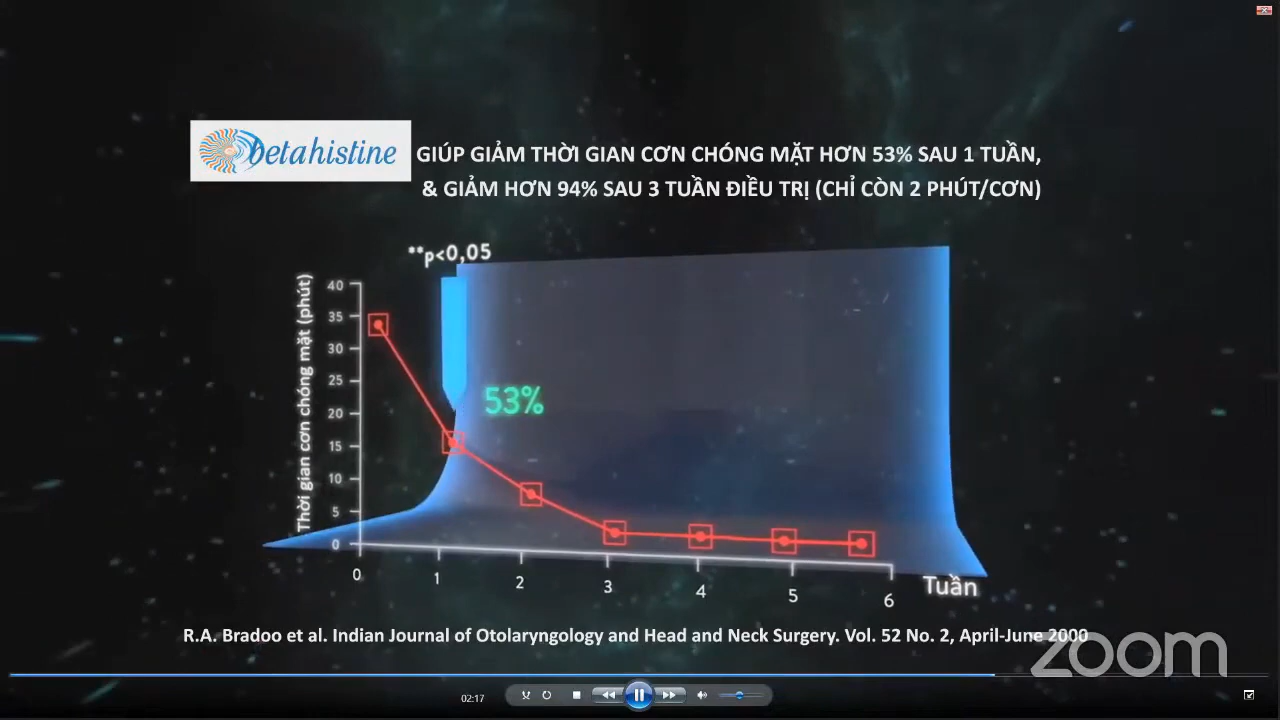 betahistine GIÚP GIẢM THỜI GIAN CƠN CHÓNG MẶT HƠN 53% SAU 1 TUẦN,
& GIẢM HƠN 94% SAU 3 TUẦN ĐIỀU TRỊ (CHỈ CÒN 2 PHÚT/CƠN)
**p<0,05
Thời gian cơn chóng mặt (phút)
40
35
30
25
20
15
10
5
0
53%
0 1 2 3 4 5 6 Tuần
R.A. Bradoo et al. Indian Journal of Otolaryngology and Head and Neck Surgery. Vol. 52 No. 2, April-June 2000
zoom
02:17